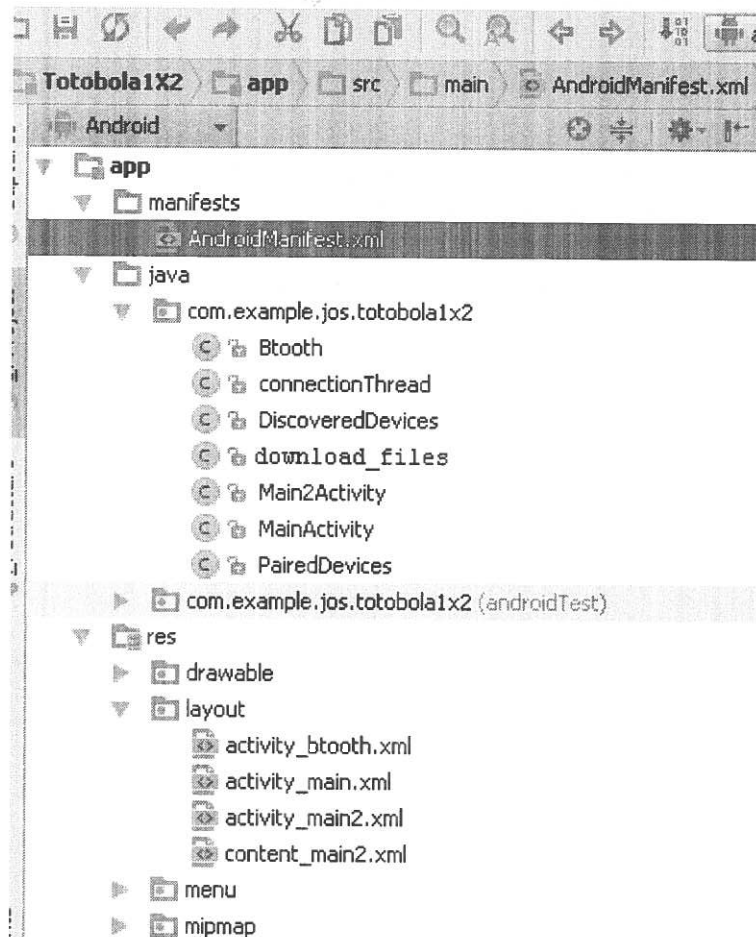 Totobola1X2 app src main AndroidManifest.xml
Android
app
manifests
AndroidManifest.xml
java
com.example.jos.totobola1x2
Btooth
connectionThread
DiscoveredDevices
download_files
Main2Activity
MainActivity
PairedDevices
com.example.jos.totobola1x2 (androidTest)
res
drawable
layout
activity_btooth.xml
activity_main.xml
activity_main2.xml
content_main2.xml
menu
mipmap